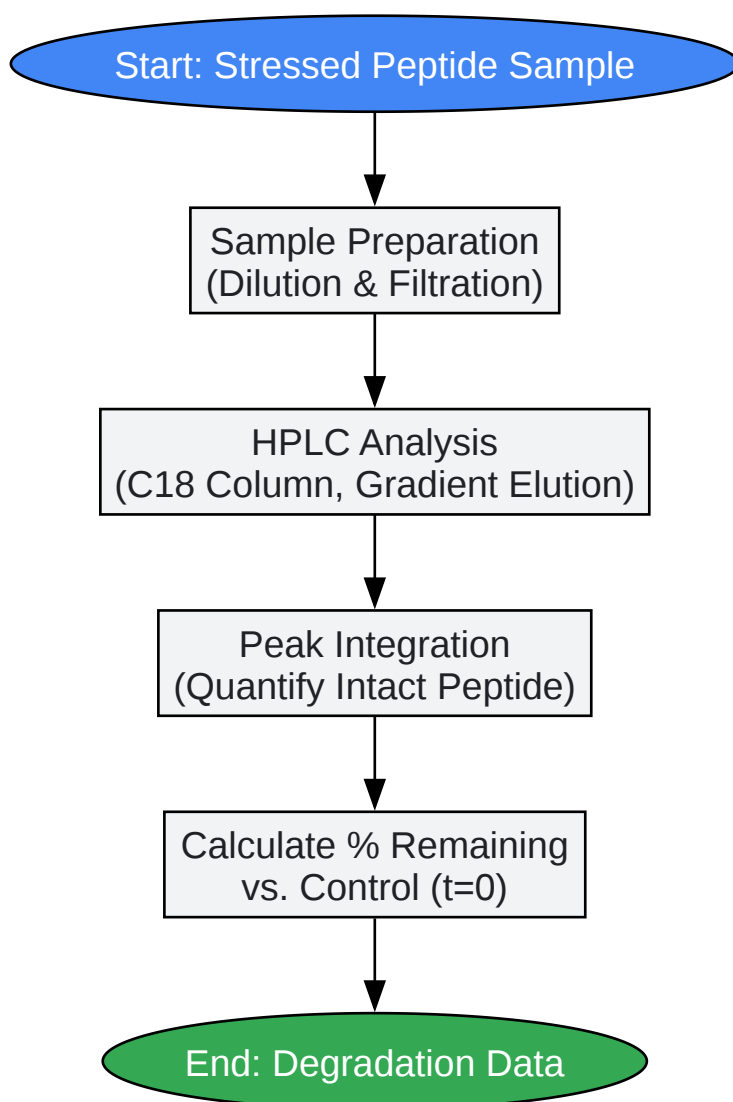 Start: Stressed Peptide Sample
Sample Preparation
(Dilution & Filtration)
HPLC Analysis
(C18 Column, Gradient Elution)
Peak Integration
(Quantify Intact Peptide)
Calculate % Remaining
vs. Control (t=0)
End: Degradation Data